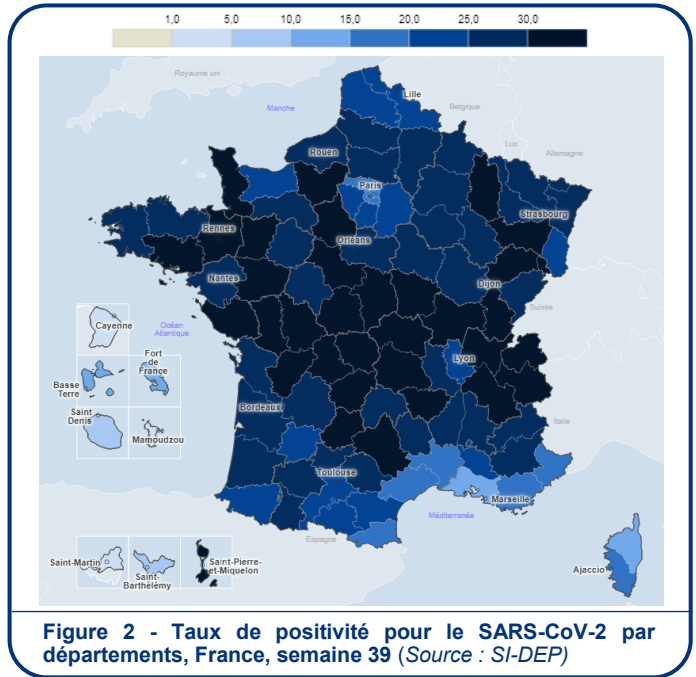 1,0 5,0 10,0 15,0 20,0 25,0 30,0
Royaume uni
Lille
Manche
Belgique
Lux.
Rouen
Allemagne
Paris
Strasbourg
Rennes
Orléans
Nantes
Dijon
Suisse
Cayenne
Océan
Atlantique
Fort
de
France
Lyon
Basse
Terre
Saint
Denis
Bordeaux
Mamoudzou
Italie
Toulouse
Marseille
Méditerranée
Espagne
Saint-Martin
Saint-
Barthélémy
Saint-Pierre-
et-Miquelon
Ajaccio
Figure 2 - Taux de positivité pour le SARS-CoV-2 par
départements, France, semaine 39 (Source : SI-DEP)